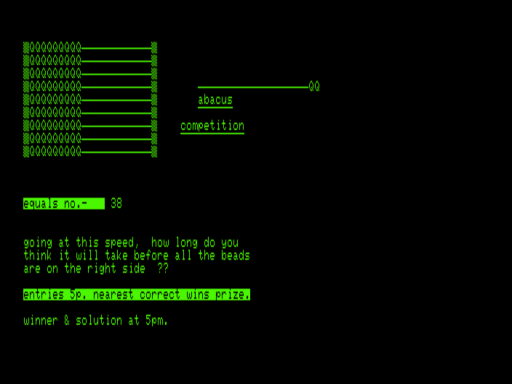 QQQQQQQQQ
QQQQQQQQQ
QQQQQQQQQ
QQQQQQQQQ QQ
QQQQQQQQQ abacus
QQQQQQQQQ
QQQQQQQQQ competition
QQQQQQQQQ
QQQQQQQQQ
equals no.- 38
going at this speed, how long do you
think it will take before all the beads
are on the right side ??
entries 5p. nearest correct wins prize.
winner & solution at 5pm.